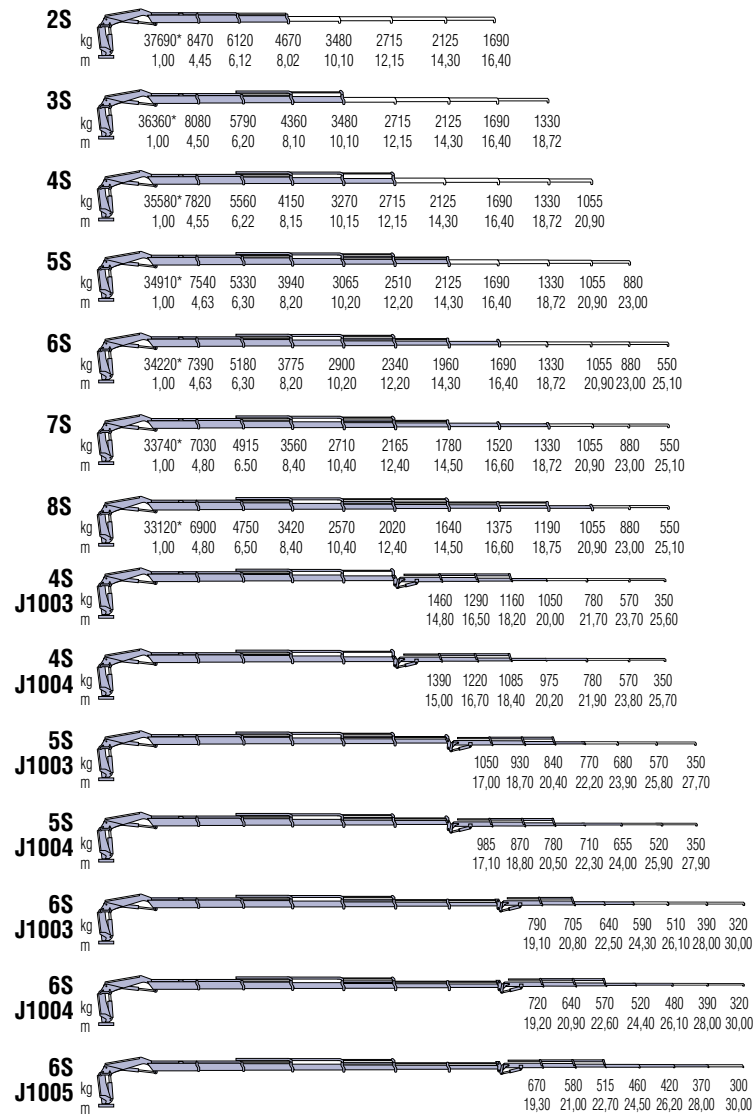 2S
kg 37690* 8470 6120 4670 3480 2715 2125 1690
m 1,00 4,45 6,12 8,02 10,10 12,15 14,30 16,40
3S
kg 36360* 8080 5790 4360 3480 2715 2125 1690 1330
m 1,00 4,50 6,20 8,10 10,10 12,15 14,30 16,40 18,72
4S
kg 35580* 7820 5560 4150 3270 2715 2125 1690 1330 1055
m 1,00 4,55 6,22 8,15 10,15 12,15 14,30 16,40 18,72 20,90
5S
kg 34910* 7540 5330 3940 3065 2510 2125 1690 1330 1055 880
m 1,00 4,63 6,30 8,20 10,20 12,20 14,30 16,40 18,72 20,90 23,00
6S
kg 34220* 7390 5180 3775 2900 2340 1960 1690 1330 1055 880 550
m 1,00 4,63 6,30 8,20 10,20 12,20 14,30 16,40 18,72 20,90 23,00 25,10
7S
kg 33740* 7030 4915 3560 2710 2165 1780 1520 1330 1055 880 550
m 1,00 4,80 6.50 8,40 10,40 12,40 14,50 16,60 18,72 20,90 23,00 25,10
8S
kg 33120* 6900 4750 3420 2570 2020 1640 1375 1190 1055 880 550
m 1,00 4,80 6,50 8,40 10,40 12,40 14,50 16,60 18,75 20,90 23,00 25,10
4S
J1003 kg 1460 1290 1160 1050 780 570 350
m 14,80 16,50 18,20 20,00 21,70 23,70 25,60
4S
J1004 kg 1390 1220 1085 975 780 570 350
m 15,00 16,70 18,40 20,20 21,90 23,80 25,70
5S
J1003 kg 1050 930 840 770 680 570 350
m 17,00 18,70 20,40 22,20 23,90 25,80 27,70
5S
J1004 kg 985 870 780 710 655 520 350
m 17,10 18,80 20,50 22,30 24,00 25,90 27,90
6S
J1003 kg 790 705 640 590 510 390 320
m 19,10 20,80 22,50 24,30 26,10 28,00 30,00
6S
J1004 kg 720 640 570 520 480 390 320
m 19,20 20,90 22,60 24,40 26,10 28,00 30,00
6S
J1005 kg 670 580 515 460 420 370 300
m 19,30 21,00 22,70 24,50 26,20 28,00 30,00